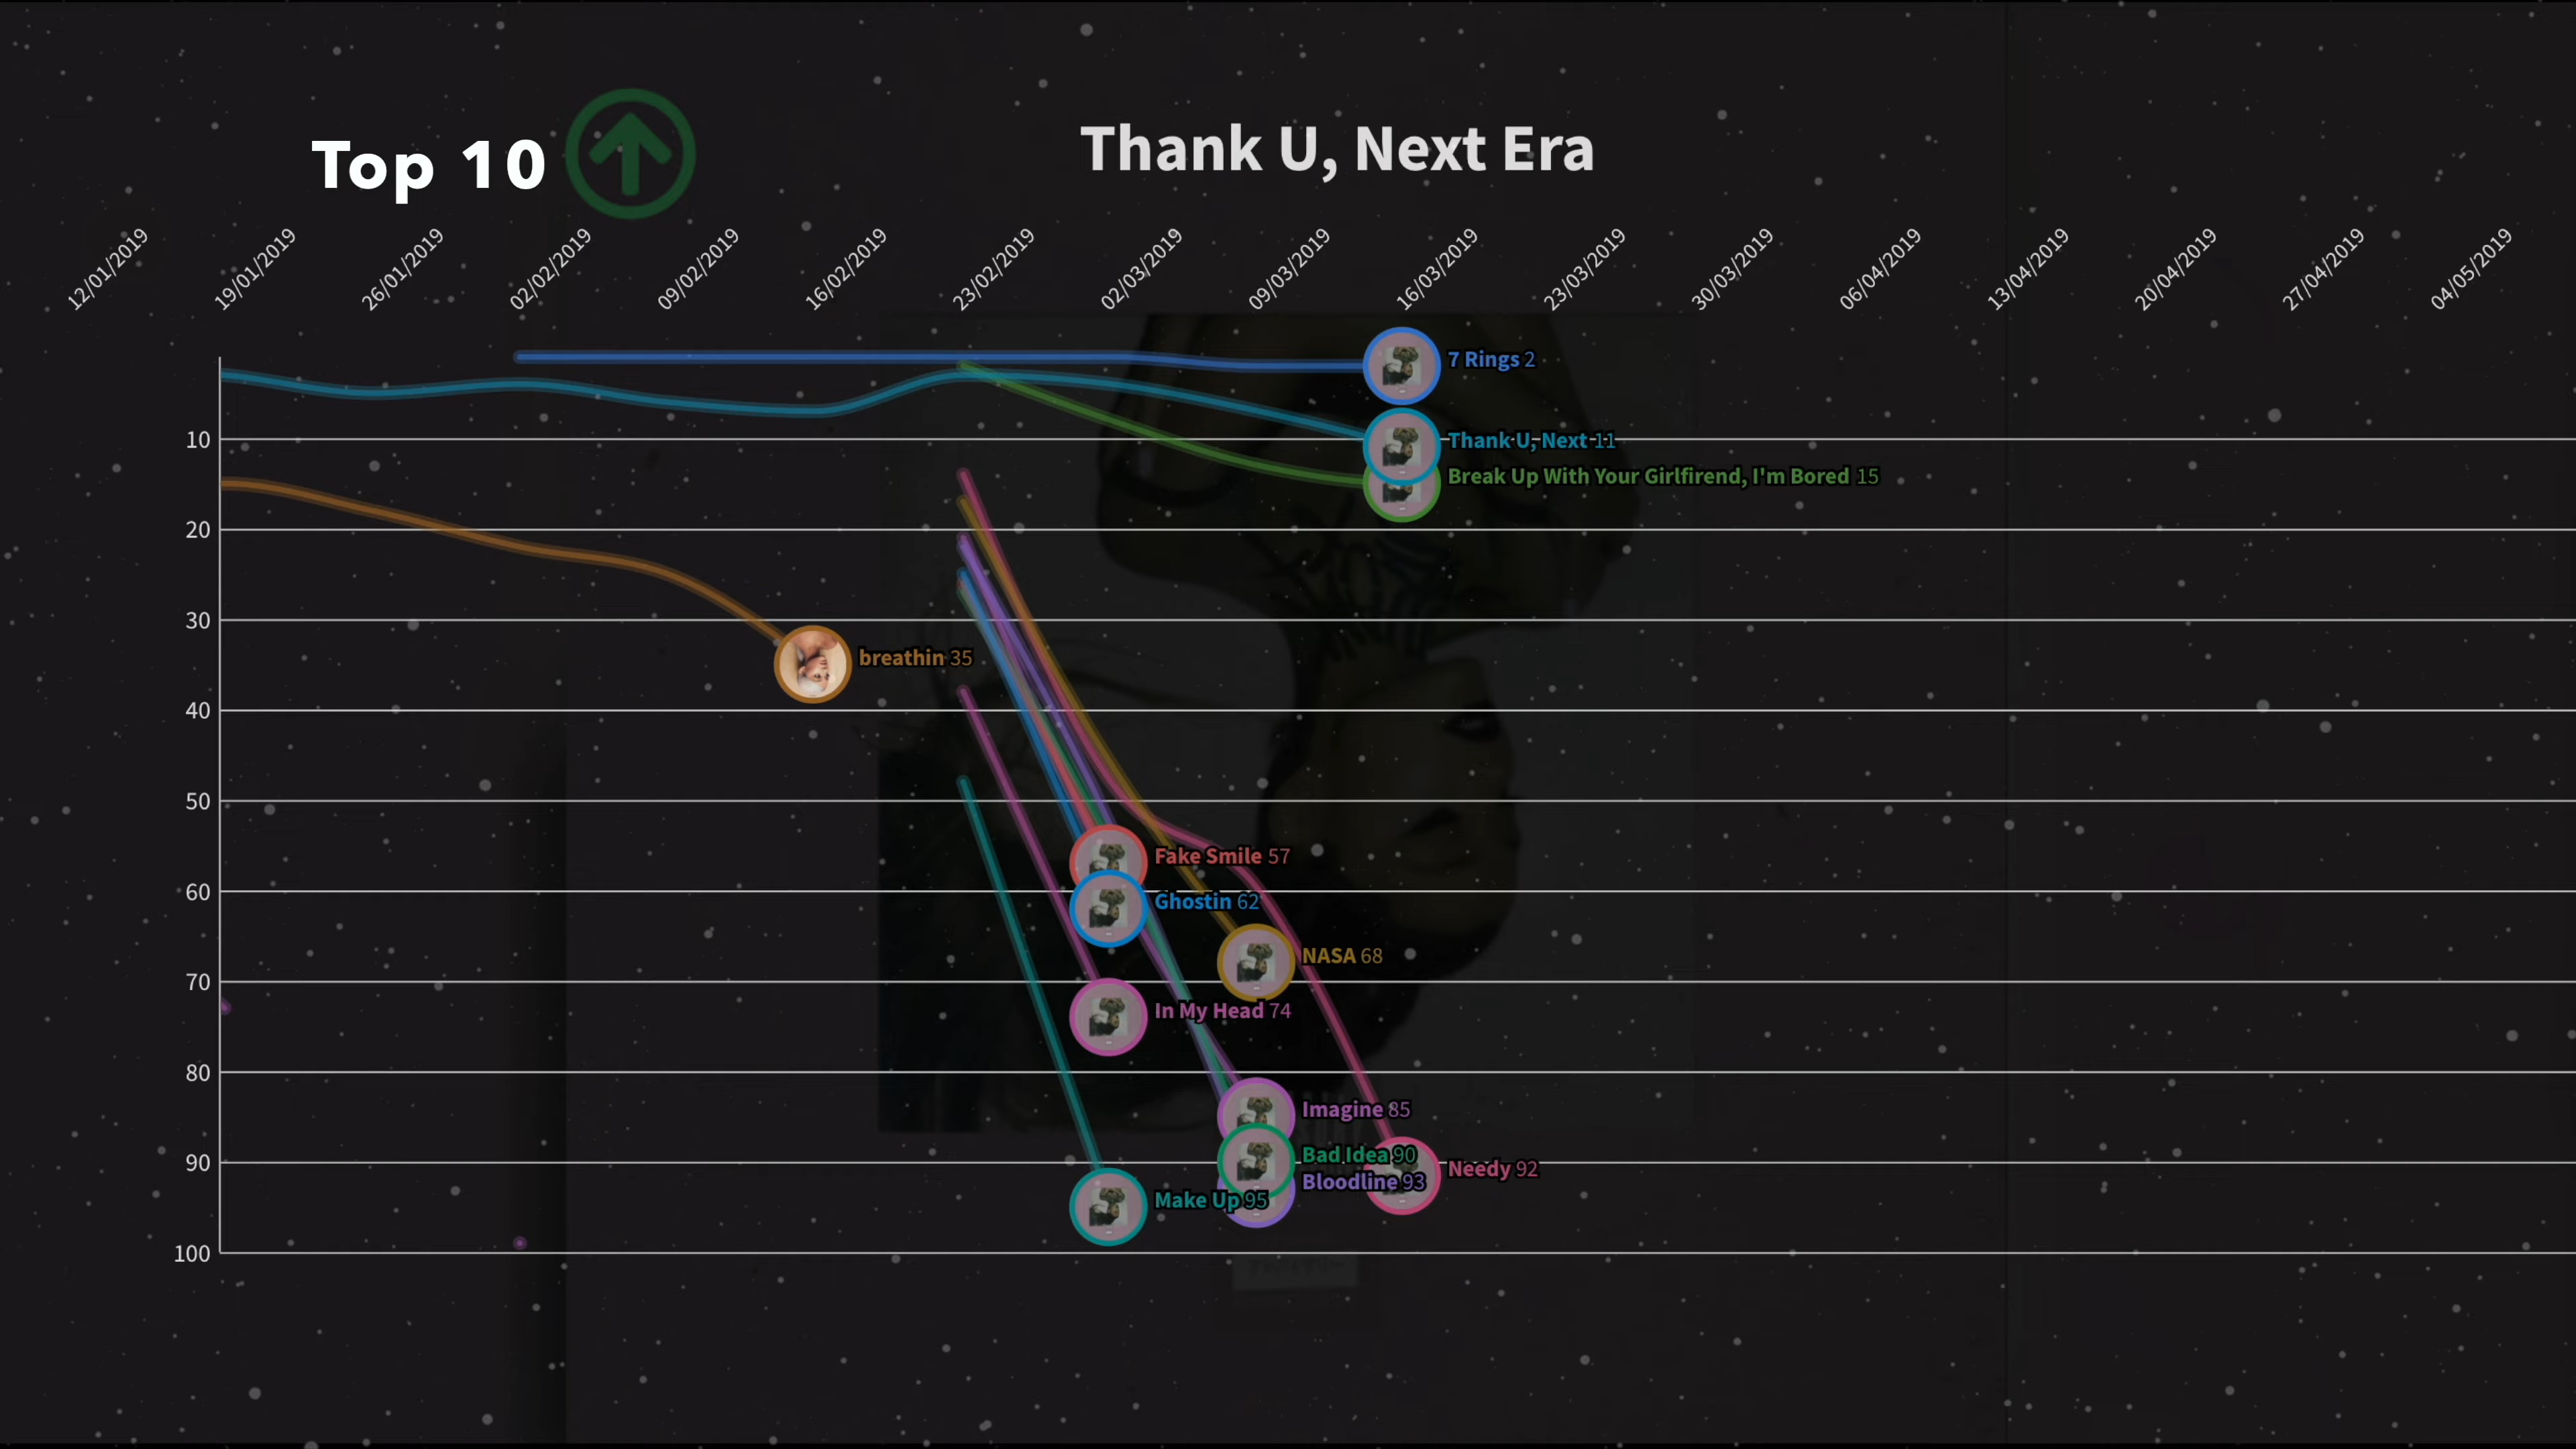 Top 10
Thank U, Next Era
12/01/2019
19/01/2019
26/01/2019
02/02/2019
09/02/2019
16/02/2019
23/02/2019
02/03/2019
09/03/2019
16/03/2019
23/03/2019
30/03/2019
06/04/2019
13/04/2019
20/04/2019
27/04/2019
04/05/2019
7 Rings 2
10
Thank U, Next 11
Break Up With Your Girlfirend, I'm Bored 15
20
30
breathin 35
40
50
Fake Smile 57
60
Ghostin 62
NASA 68
70
In My Head 74
80
Imagine 85
90
Bad Idea 90
Needy 92
Bloodline 93
Make Up 95
100